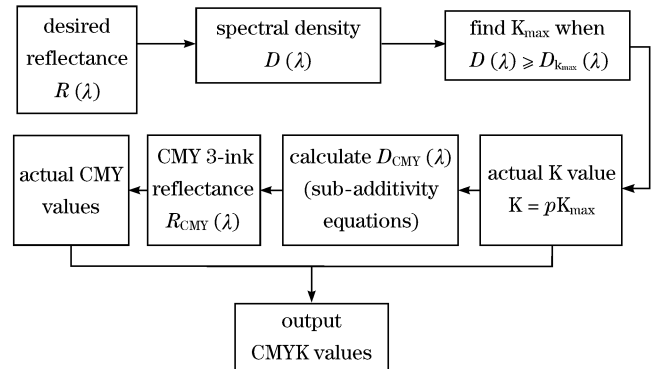 desired
reflectance
R(λ)
spectral density
D(λ)
find Kmax when
D(λ)⩾Dkmax(λ)
actual CMY
values
CMY 3-ink
reflectance
RCMY(λ)
calculate DCMY(λ)
(sub-additivity
equations)
actual K value
K=pKmax
output
CMYK values